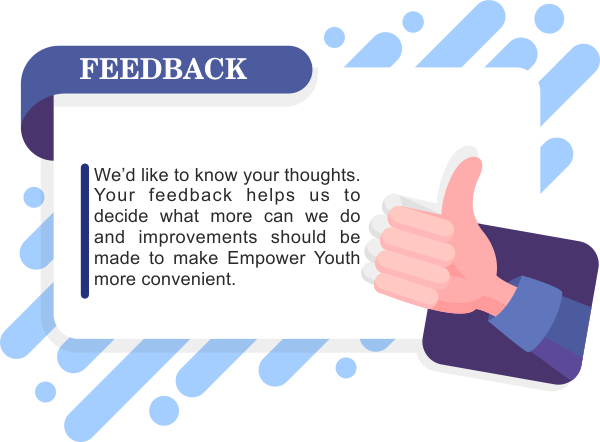 FEEDBACK
We’d like to know your thoughts.
Your feedback helps us to
decide what more can we do
and improvements should be
made to make Empower Youth
more convenient.